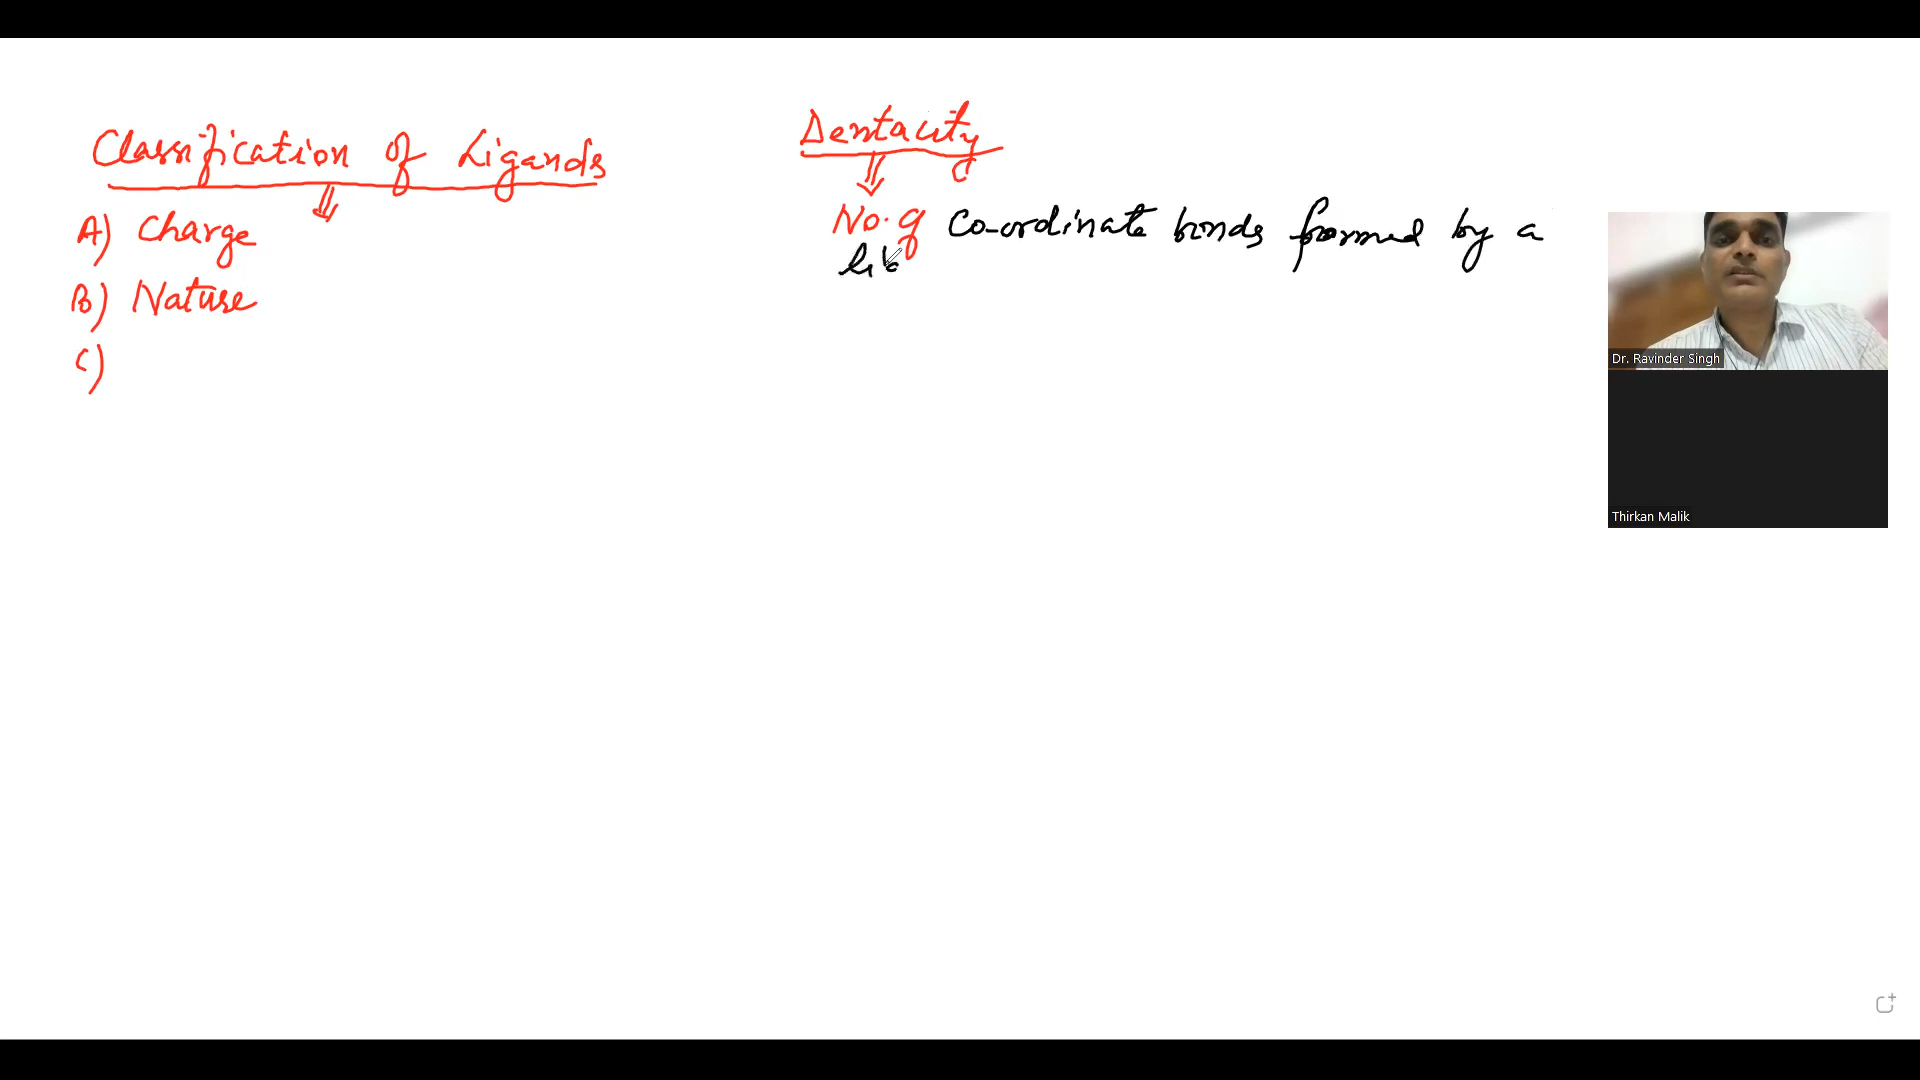 Classification of Ligands
A) Charge
B) Nature
C)
Dentacity
No. of Co-ordinate bonds formed by a
Dr. Ravinder Singh
Thirkan Malik